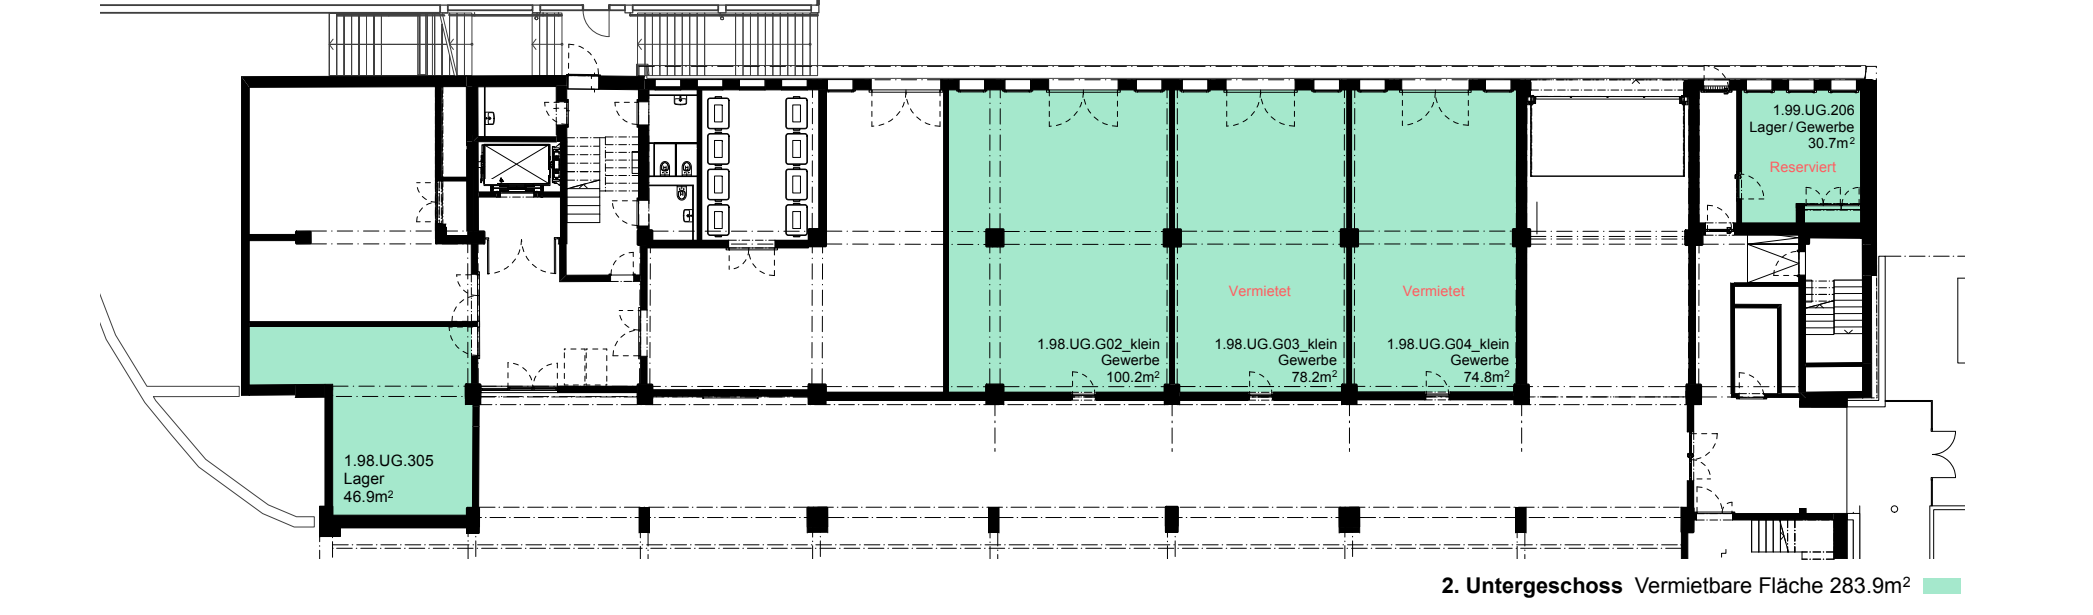 1.99.UG.206
Lager / Gewerbe
30.7m²
Reserviert
Vermietet
Vermietet
1.98.UG.G02_klein
Gewerbe
100.2m²
1.98.UG.G03_klein
Gewerbe
78.2m²
1.98.UG.G04_klein
Gewerbe
74.8m²
1.98.UG.305
Lager
46.9m²
2. Untergeschoss Vermietbare Fläche 283.9m²